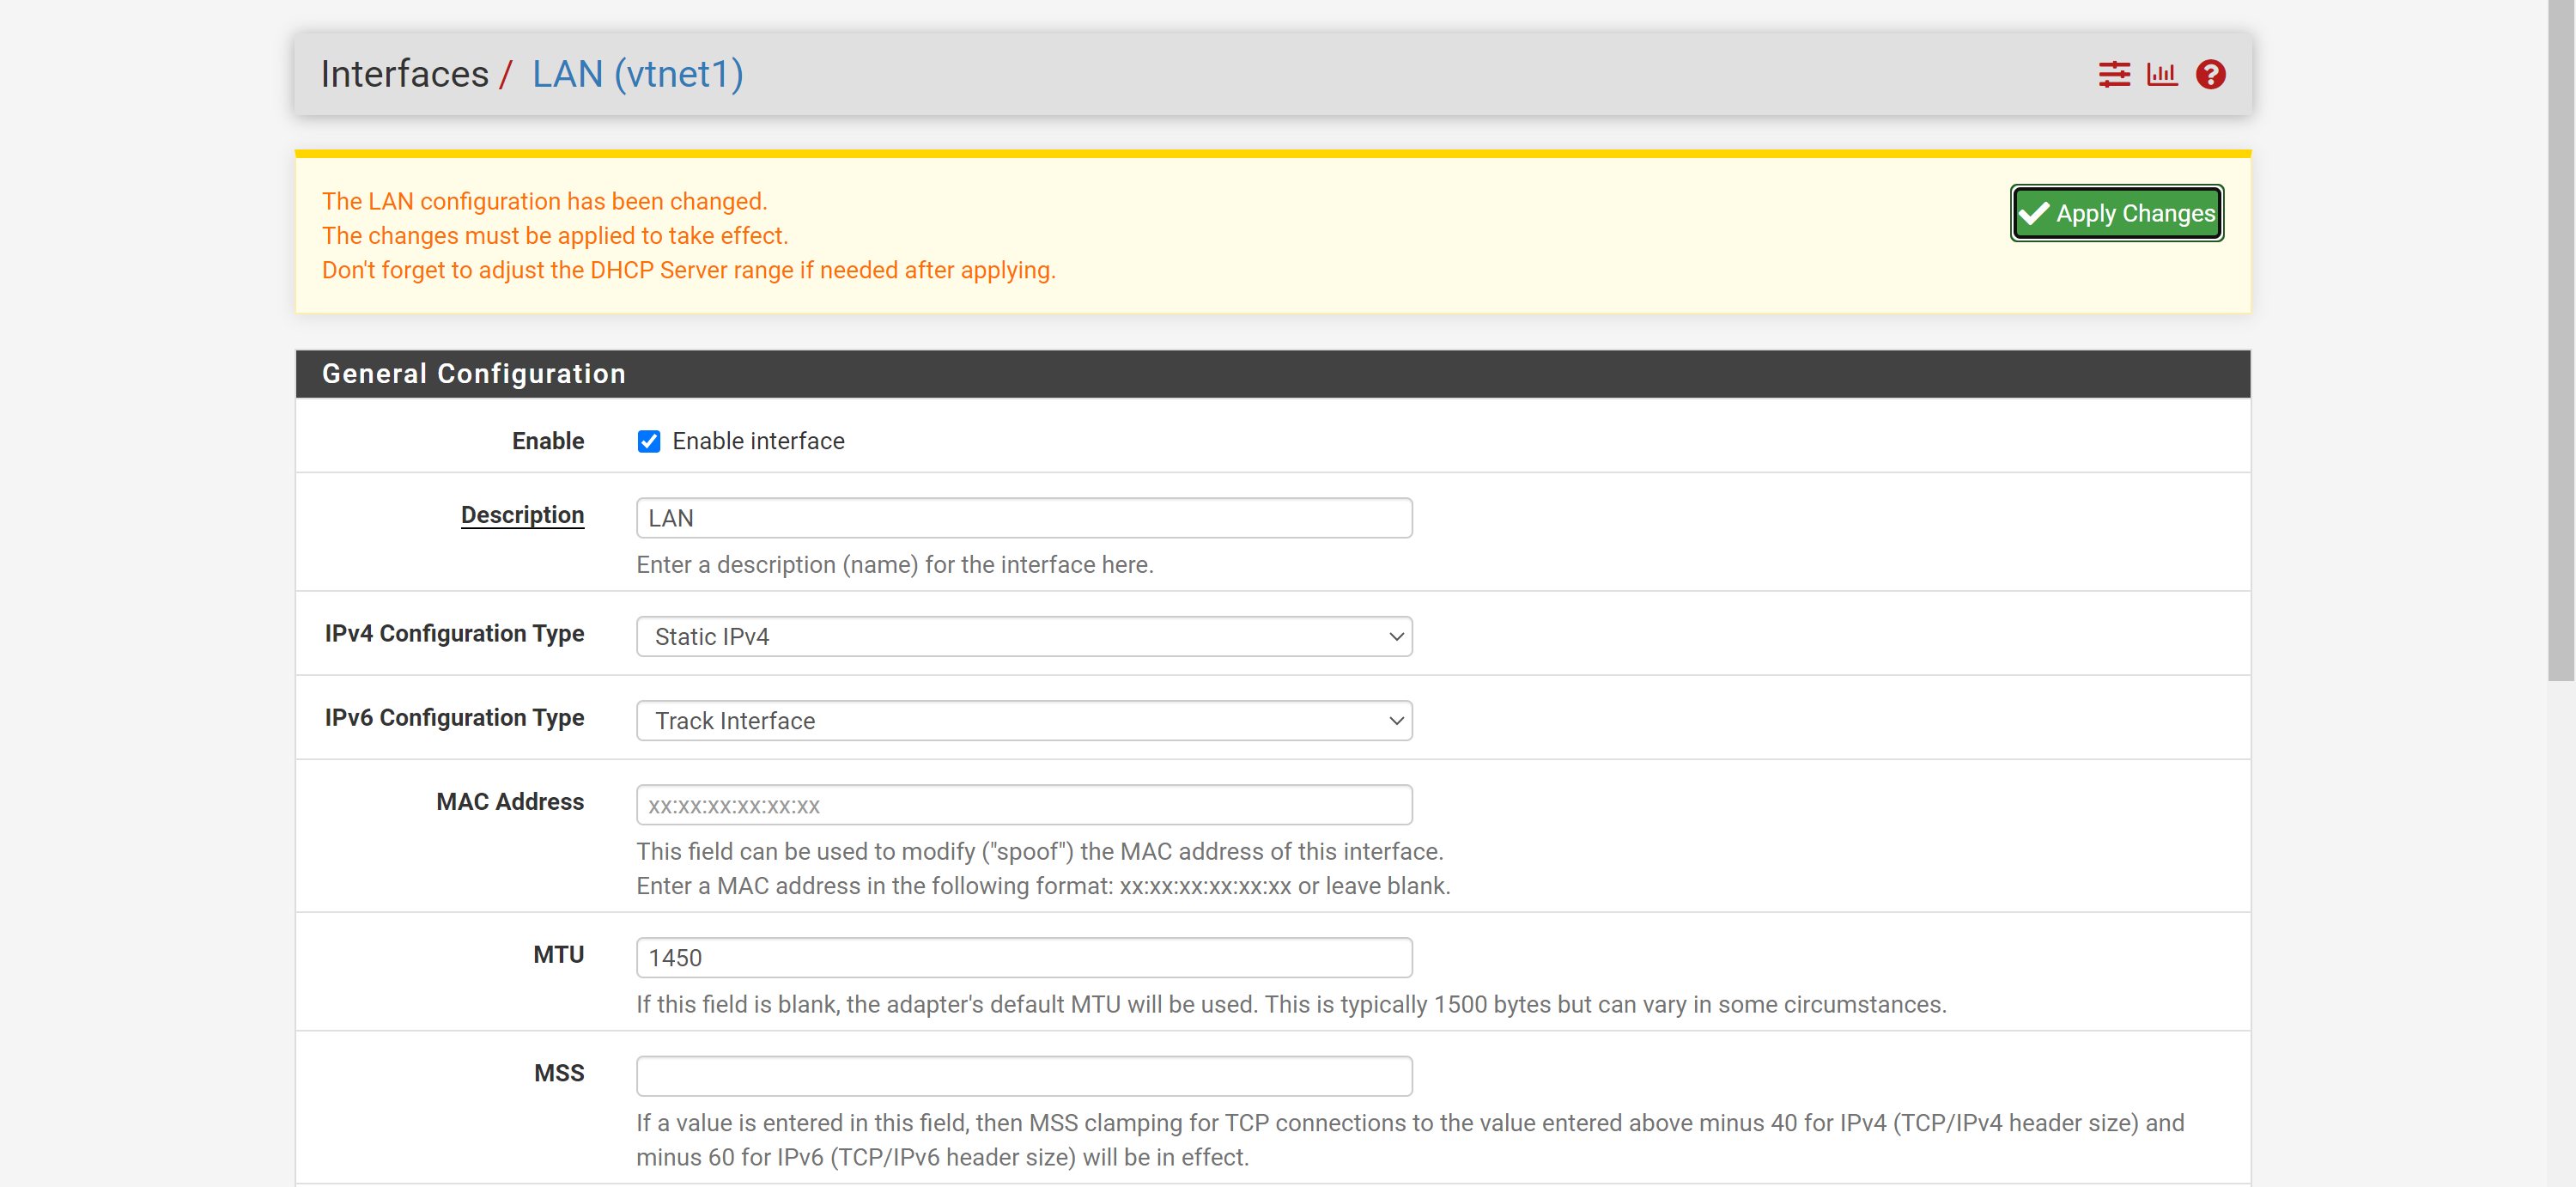 Interfaces / LAN (vtnet1)
The LAN configuration has been changed.
The changes must be applied to take effect.
Don't forget to adjust the DHCP Server range if needed after applying.
Apply Changes
General Configuration
Enable
Enable interface
Description
LAN
Enter a description (name) for the interface here.
IPv4 Configuration Type
Static IPv4
IPv6 Configuration Type
Track Interface
MAC Address
xx:xx:xx:xx:xx:xx
This field can be used to modify ("spoof") the MAC address of this interface.
Enter a MAC address in the following format: xx:xx:xx:xx:xx:xx or leave blank.
MTU
1450
If this field is blank, the adapter's default MTU will be used. This is typically 1500 bytes but can vary in some circumstances.
MSS
If a value is entered in this field, then MSS clamping for TCP connections to the value entered above minus 40 for IPv4 (TCP/IPv4 header size) and
minus 60 for IPv6 (TCP/IPv6 header size) will be in effect.